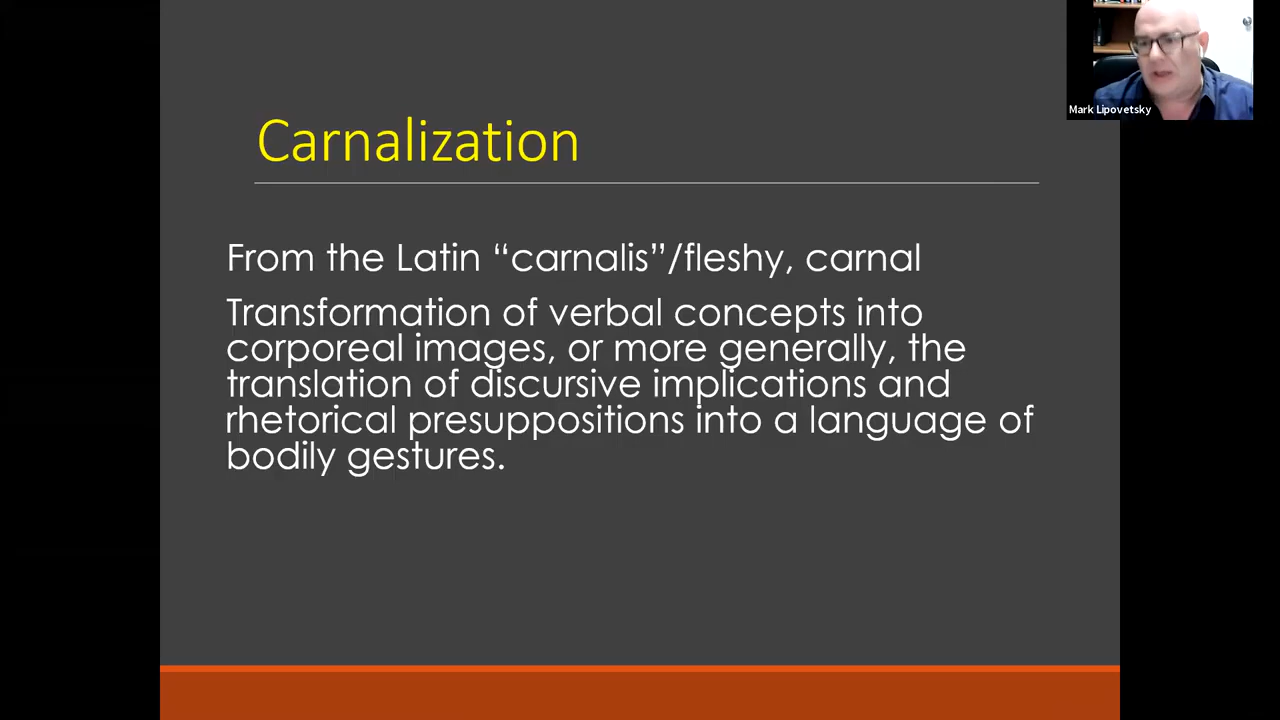 Mark Lipovetsky
Carnalization
From the Latin “carnalis”/fleshy, carnal
Transformation of verbal concepts into
corporeal images, or more generally, the
translation of discursive implications and
rhetorical presuppositions into a language of
bodily gestures.